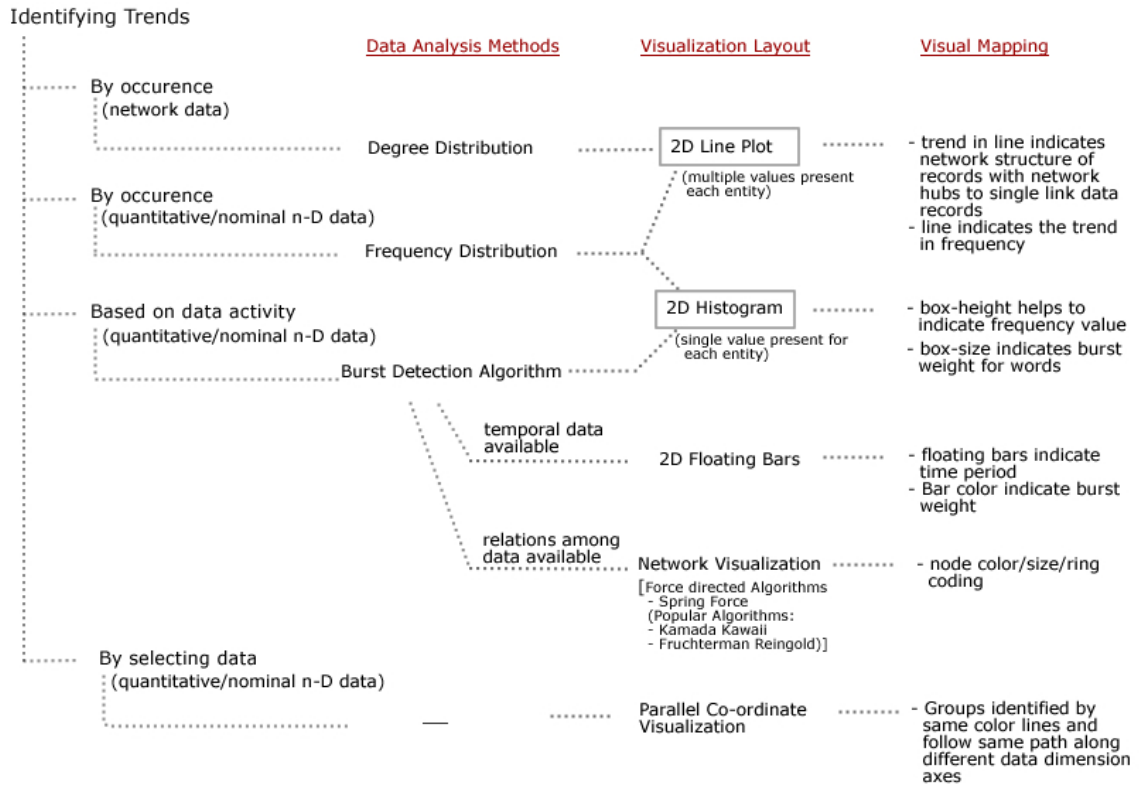 Identifying Trends
Data Analysis Methods
Visualization Layout
Visual Mapping
By occurence
(network data)
Degree Distribution
2D Line Plot
(multiple values present
each entity)
- trend in line indicates
network structure of
records with network
hubs to single link data
records
- line indicates the trend
in frequency
By occurence
(quantitative/nominal n-D data)
Frequency Distribution
Based on data activity
(quantitative/nominal n-D data)
Burst Detection Algorithm
2D Histogram
(single value present for
each entity)
- box-height helps to
indicate frequency value
- box-size indicates burst
weight for words
temporal data
available
2D Floating Bars
- floating bars indicate
time period
- Bar color indicate burst
weight
relations among
data available
Network Visualization
[Force directed Algorithms
- Spring Force
(Popular Algorithms:
- Kamada Kawaii
- Fruchterman Reingold)]
- node color/size/ring
coding
By selecting data
(quantitative/nominal n-D data)
—
Parallel Co-ordinate
Visualization
- Groups identified by
same color lines and
follow same path along
different data dimension
axes